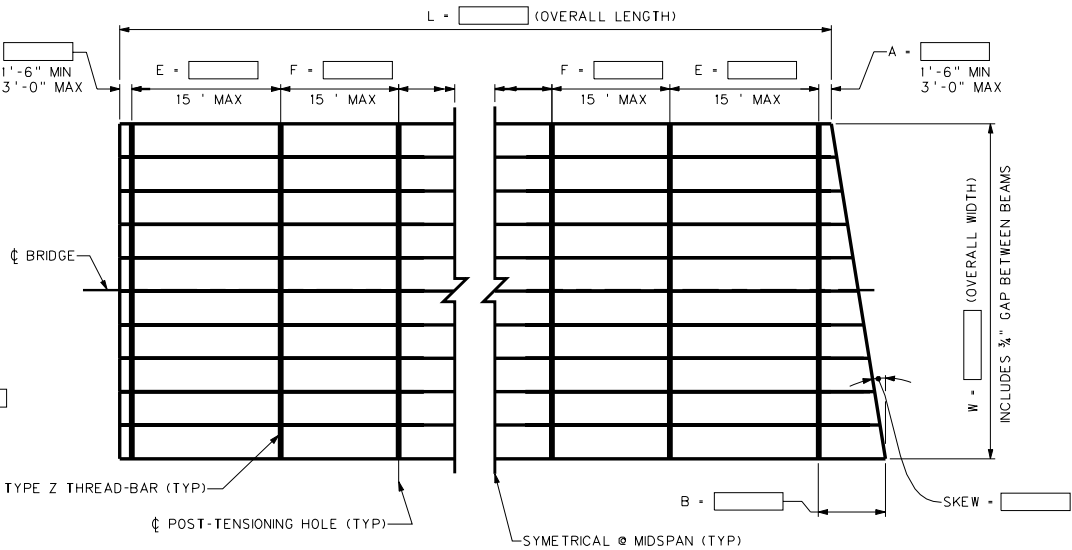 L - (OVERALL LENGTH)
1'-6" MIN
3'-0" MAX
E - F - F - E -
A -
1'-6" MIN
3'-0" MAX
15 ' MAX 15 ' MAX 15 ' MAX 15 ' MAX
℄ BRIDGE
W - (OVERALL WIDTH)
INCLUDES ¾" GAP BETWEEN BEAMS
TYPE Z THREAD-BAR (TYP)
B -
SKEW -
℄ POST-TENSIONING HOLE (TYP)
SYMETRICAL @ MIDSPAN (TYP)